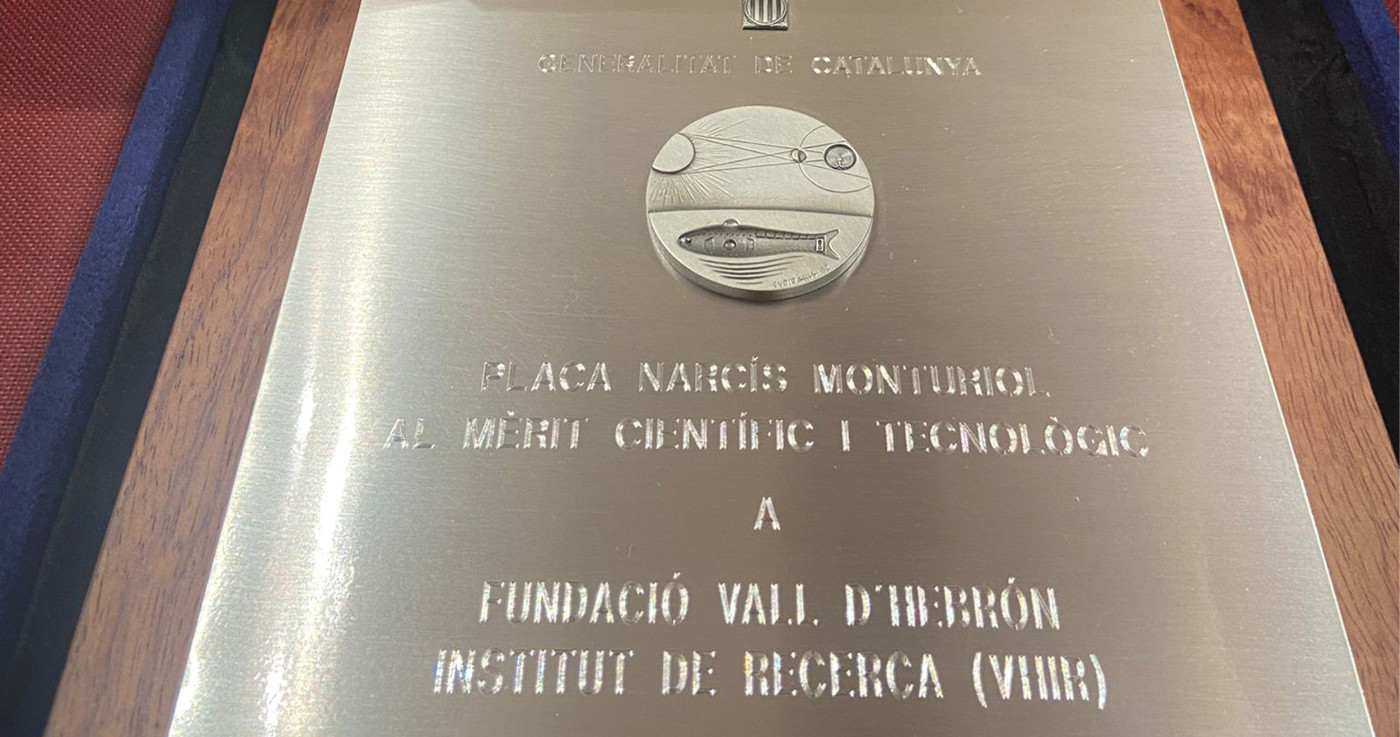 GENERALITAT DE CATALUNYA
PLACA NARCÍS MONTURIOL
AL MÈRIT CIENTÍFIC I TECNOLÒGIC
A
FUNDACIÓ VALL D'HEBRÓN
INSTITUT DE RECERCA (VHIR)